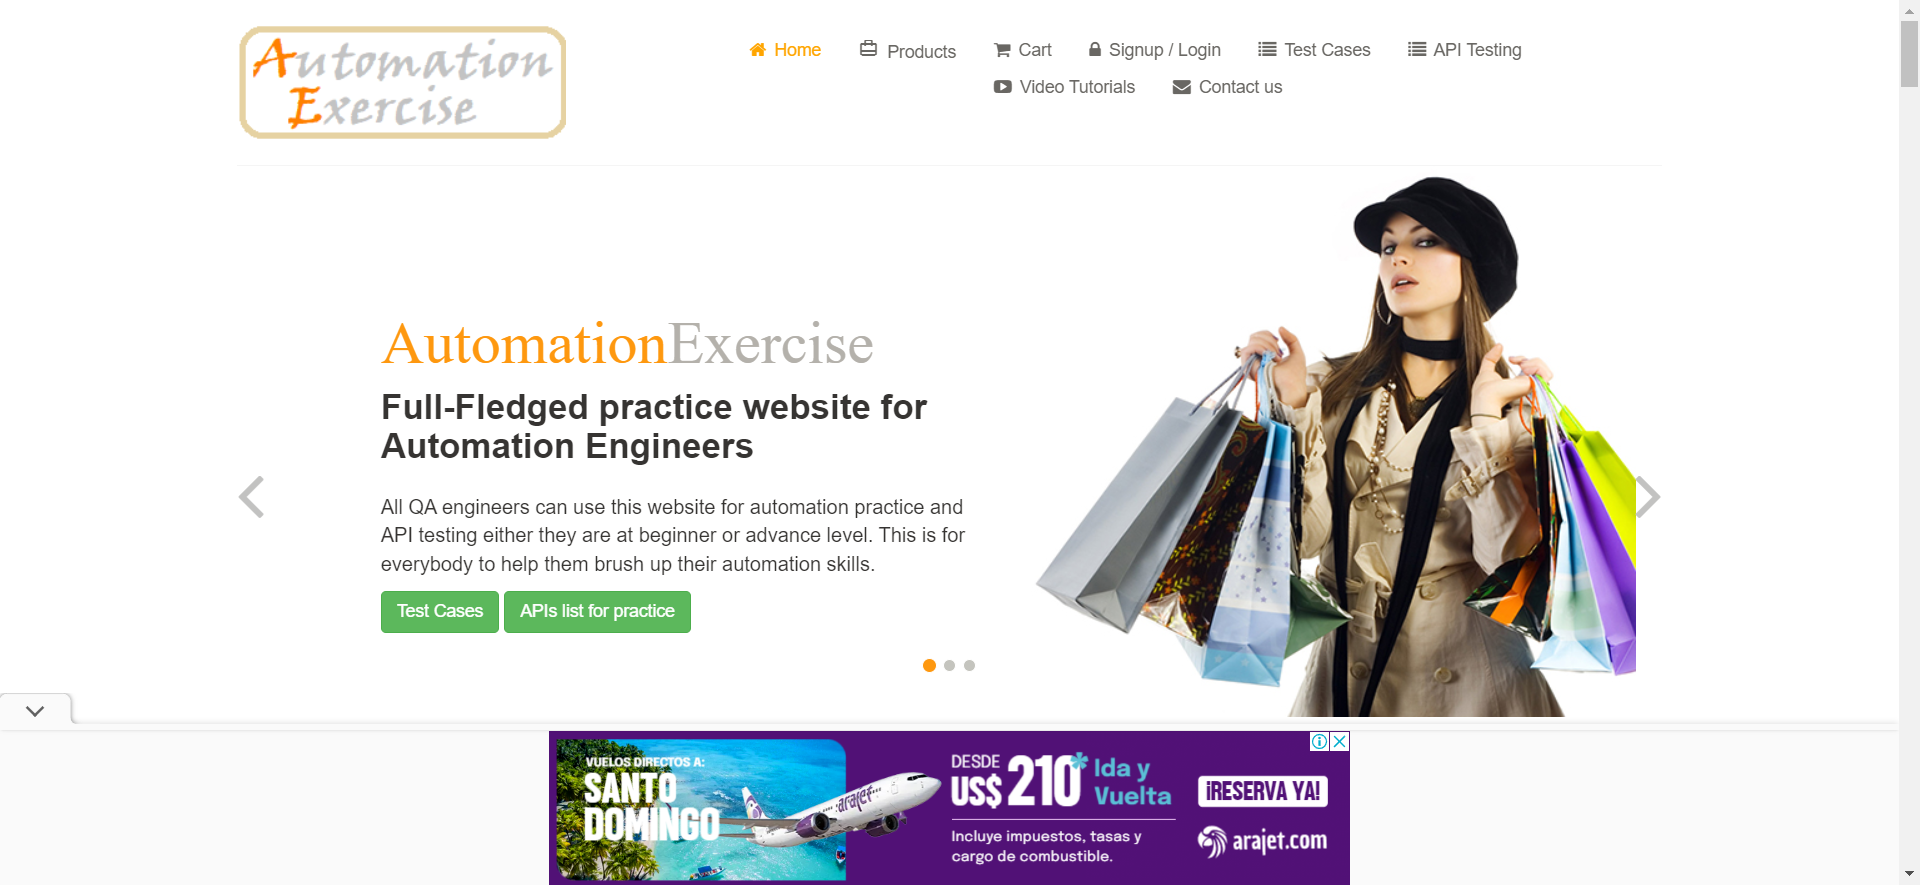 Automation
Exercise
Home
Products
Cart
Signup / Login
Test Cases
API Testing
Video Tutorials
Contact us
AutomationExercise
Full-Fledged practice website for
Automation Engineers
All QA engineers can use this website for automation practice and
API testing either they are at beginner or advance level. This is for
everybody to help them brush up their automation skills.
Test Cases
APIs list for practice
VUELOS DIRECTOS A:
SANTO
DOMINGO
arajet
DESDE
US$ 210* Ida y
Vuelta
Incluye impuestos, tasas y
cargo de combustible.
¡RESERVA YA!
arajet.com